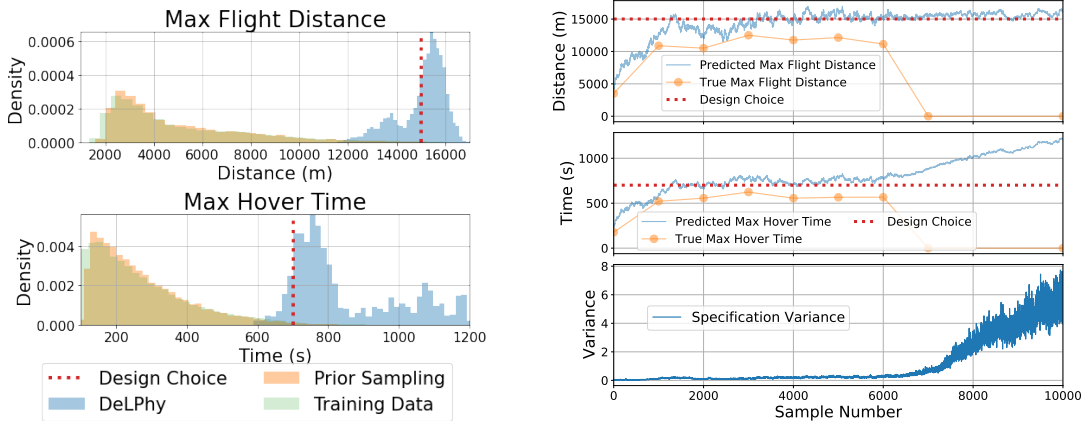 Max Flight Distance
0.0006
0.0004
0.0002
0.0000
Density
2000 4000 6000 8000 10000 12000 14000 16000
Distance (m)
Max Hover Time
0.004
0.002
0.000
Density
200 400 600 800 1000 1200
Time (s)
Design Choice
Prior Sampling
DeLPhy
Training Data
15000
10000
5000
0
Distance (m)
Predicted Max Flight Distance
True Max Flight Distance
Design Choice
1000
500
0
Time (s)
Predicted Max Hover Time
Design Choice
True Max Hover Time
8
6
4
2
0
Variance
Specification Variance
0 2000 4000 6000 8000 10000
Sample Number